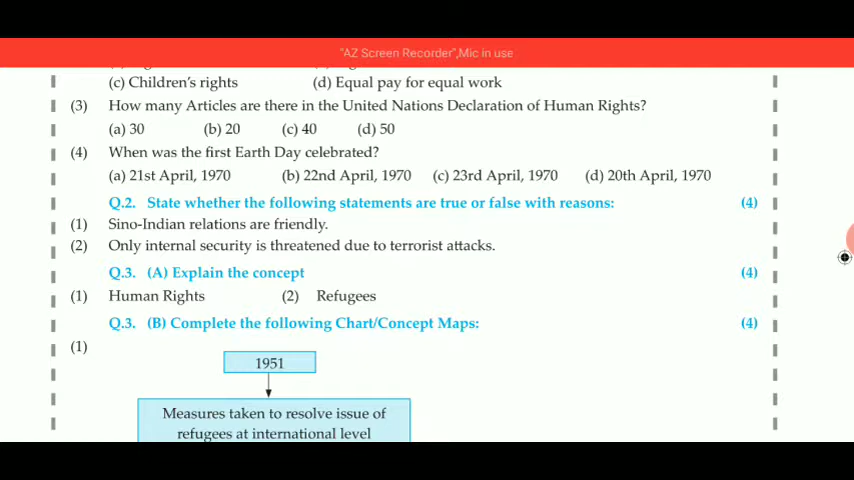 "AZ Screen Recorder",Mic in use
(c) Children's rights (d) Equal pay for equal work
(3) How many Articles are there in the United Nations Declaration of Human Rights?
(a) 30 (b) 20 (c) 40 (d) 50
(4) When was the first Earth Day celebrated?
(a) 21st April, 1970 (b) 22nd April, 1970 (c) 23rd April, 1970 (d) 20th April, 1970
Q.2. State whether the following statements are true or false with reasons: (4)
(1) Sino-Indian relations are friendly.
(2) Only internal security is threatened due to terrorist attacks.
Q.3. (A) Explain the concept (4)
(1) Human Rights (2) Refugees
Q.3. (B) Complete the following Chart/Concept Maps: (4)
(1)
1951
Measures taken to resolve issue of
refugees at international level